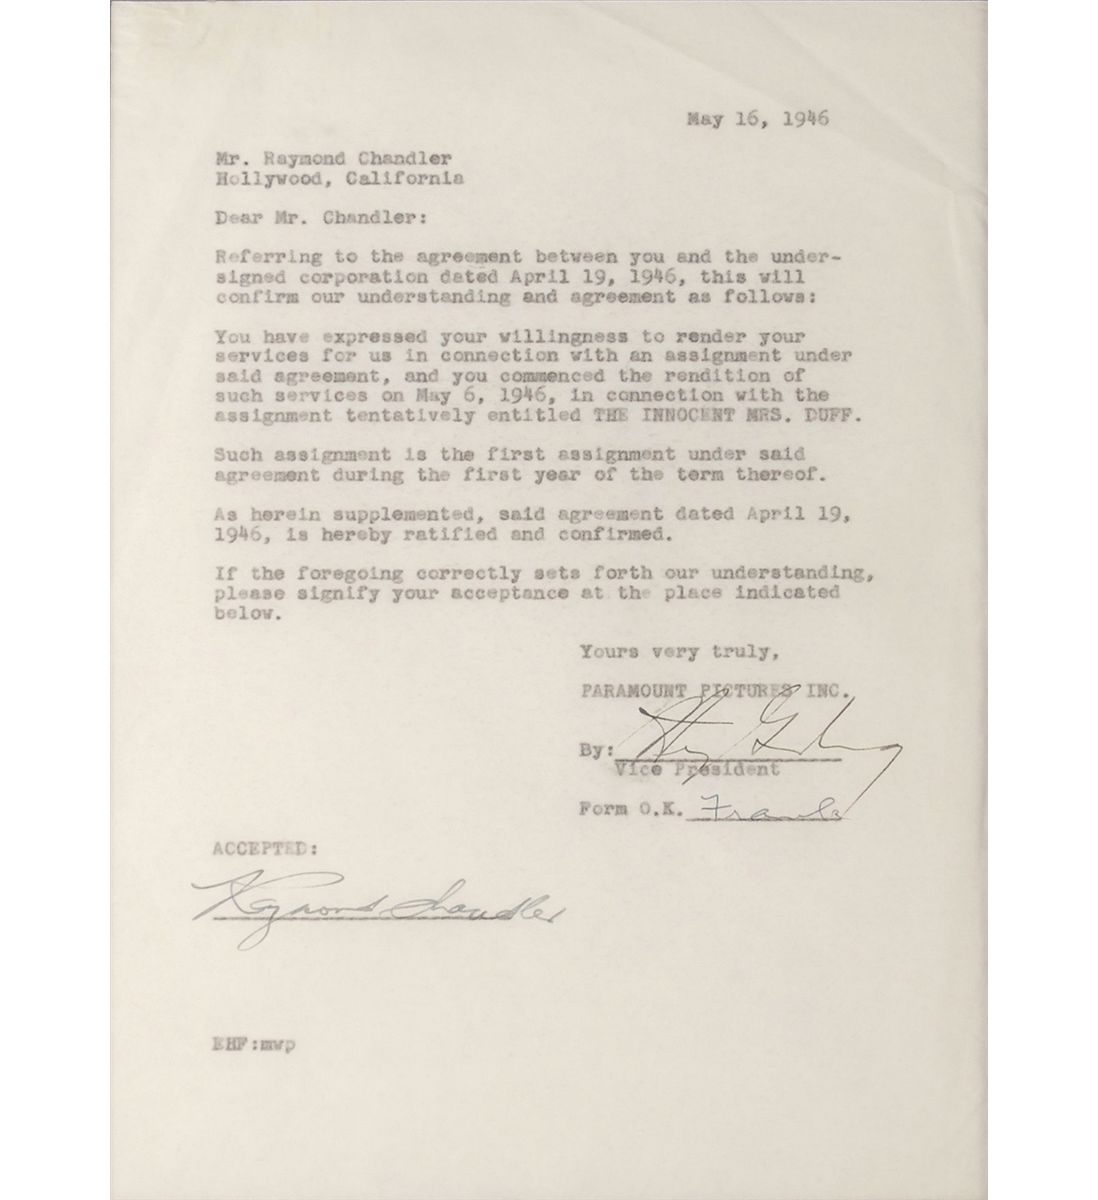 May 16, 1946
Mr. Raymond Chandler
Hollywood, California
Dear Mr. Chandler:
Referring to the agreement between you and the under-
signed corporation dated April 19, 1946, this will
confirm our understanding and agreement as follows:
You have expressed your willingness to render your
services for us in connection with an assignment under
said agreement, and you commenced the rendition of
such services on May 6, 1946, in connection with the
assignment tentatively entitled THE INNOCENT MRS. DUFF.
Such assignment is the first assignment under said
agreement during the first year of the term thereof.
As herein supplemented, said agreement dated April 19,
1946, is hereby ratified and confirmed.
If the foregoing correctly sets forth our understanding,
please signify your acceptance at the place indicated
below.
Yours very truly,
PARAMOUNT PICTURES INC.
By:
Vice President
Form O.K.
ACCEPTED:
Raymond Chandler
EHF:mwp